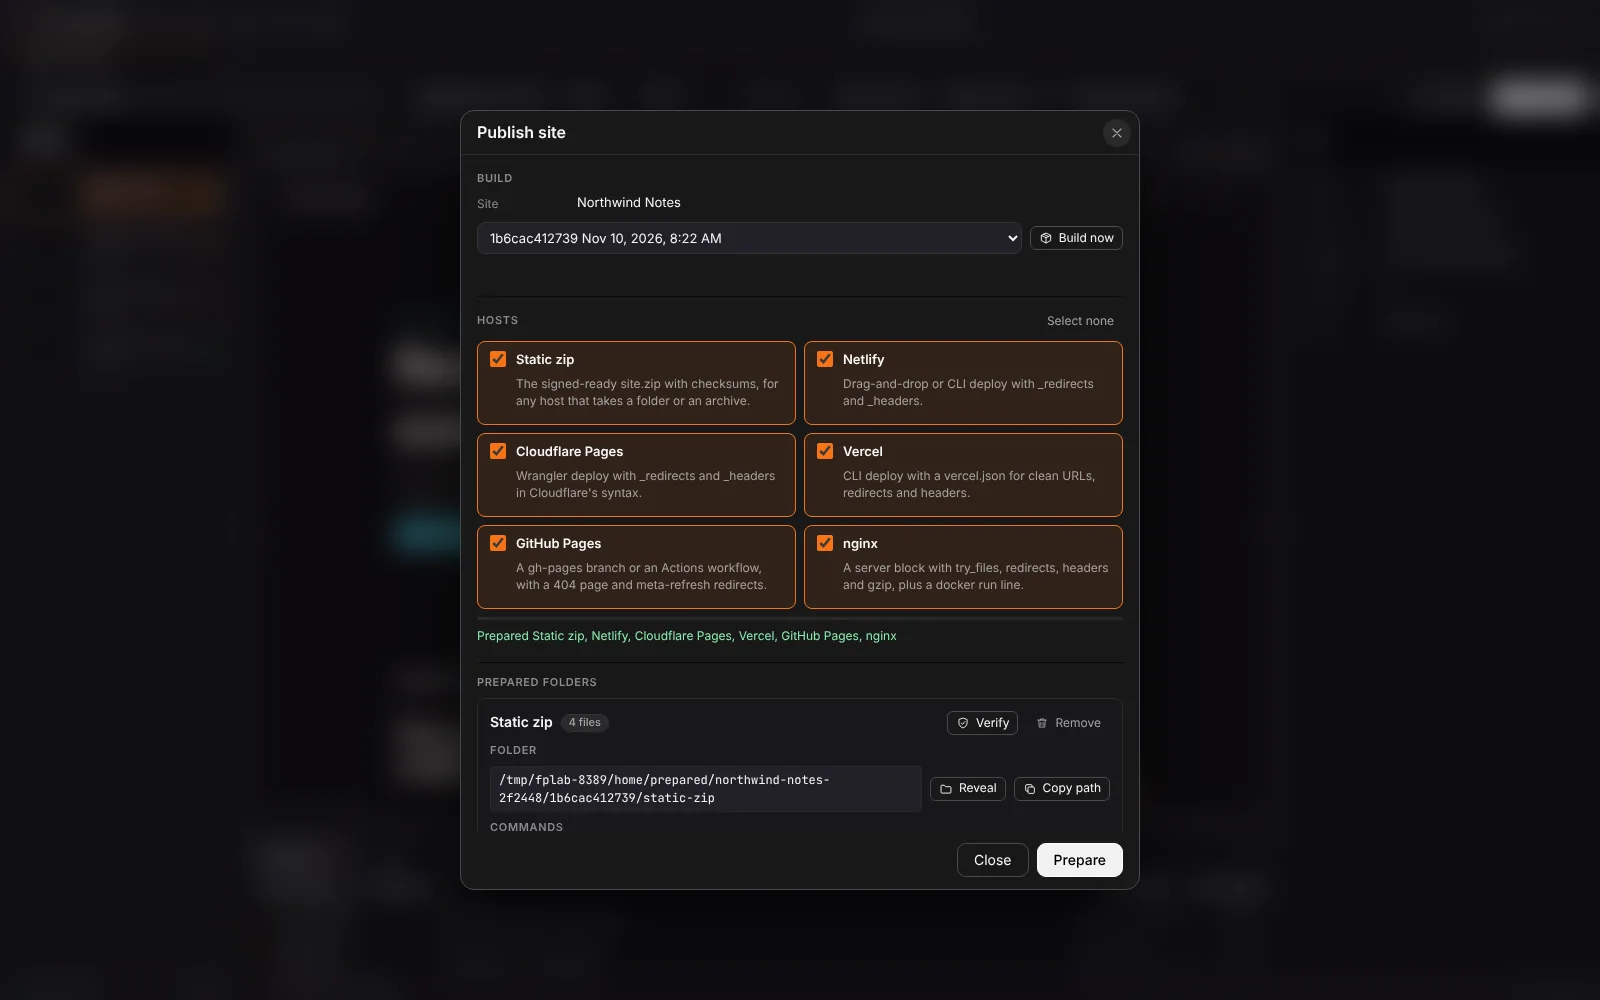 Publish site
BUILD
Site Northwind Notes
1b6cac412739 Nov 10, 2026, 8:22 AM
Build now
HOSTS
Select none
Static zip
The signed-ready site.zip with checksums, for
any host that takes a folder or an archive.
Netlify
Drag-and-drop or CLI deploy with _redirects
and _headers.
Cloudflare Pages
Wrangler deploy with _redirects and _headers
in Cloudflare's syntax.
Vercel
CLI deploy with a vercel.json for clean URLs,
redirects and headers.
GitHub Pages
A gh-pages branch or an Actions workflow,
with a 404 page and meta-refresh redirects.
nginx
A server block with try_files, redirects, headers
and gzip, plus a docker run line.
Prepared Static zip, Netlify, Cloudflare Pages, Vercel, GitHub Pages, nginx
PREPARED FOLDERS
Static zip 4 files
Verify
Remove
FOLDER
/tmp/fplab-8389/home/prepared/northwind-notes-
2f2448/1b6cac412739/static-zip
Reveal
Copy path
COMMANDS
Close
Prepare